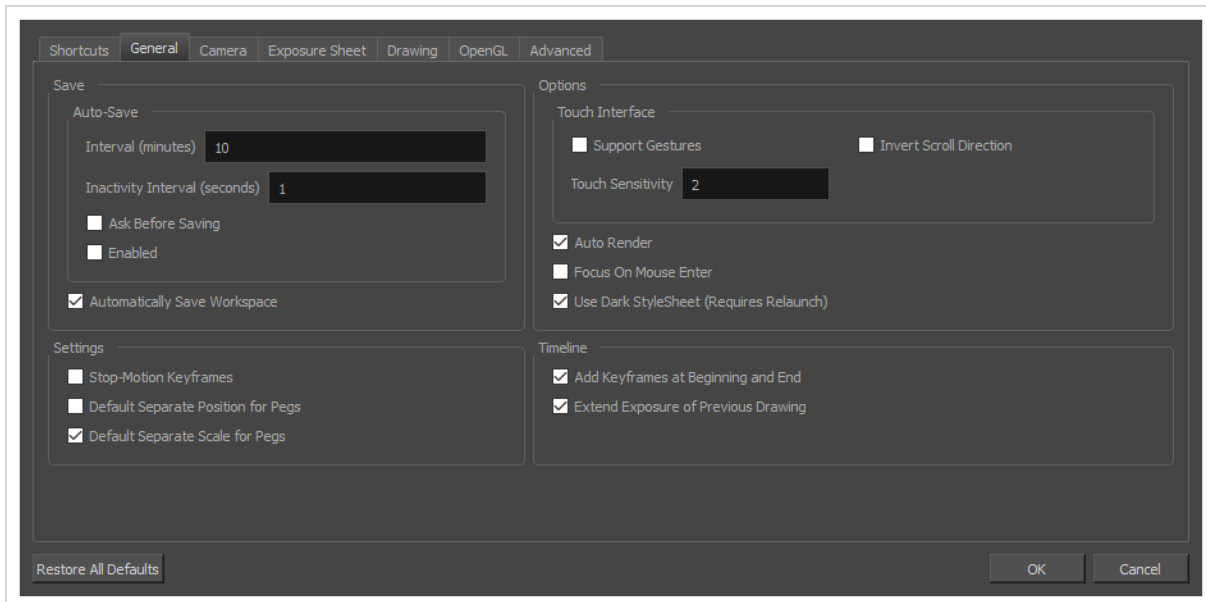 Shortcuts General Camera Exposure Sheet Drawing OpenGL Advanced
Save
Auto-Save
Interval (minutes) 10
Inactivity Interval (seconds) 1
Ask Before Saving
Enabled
Automatically Save Workspace
Options
Touch Interface
Support Gestures Invert Scroll Direction
Touch Sensitivity 2
Auto Render
Focus On Mouse Enter
Use Dark StyleSheet (Requires Relaunch)
Settings
Stop-Motion Keyframes
Default Separate Position for Pegs
Default Separate Scale for Pegs
Timeline
Add Keyframes at Beginning and End
Extend Exposure of Previous Drawing
Restore All Defaults OK Cancel